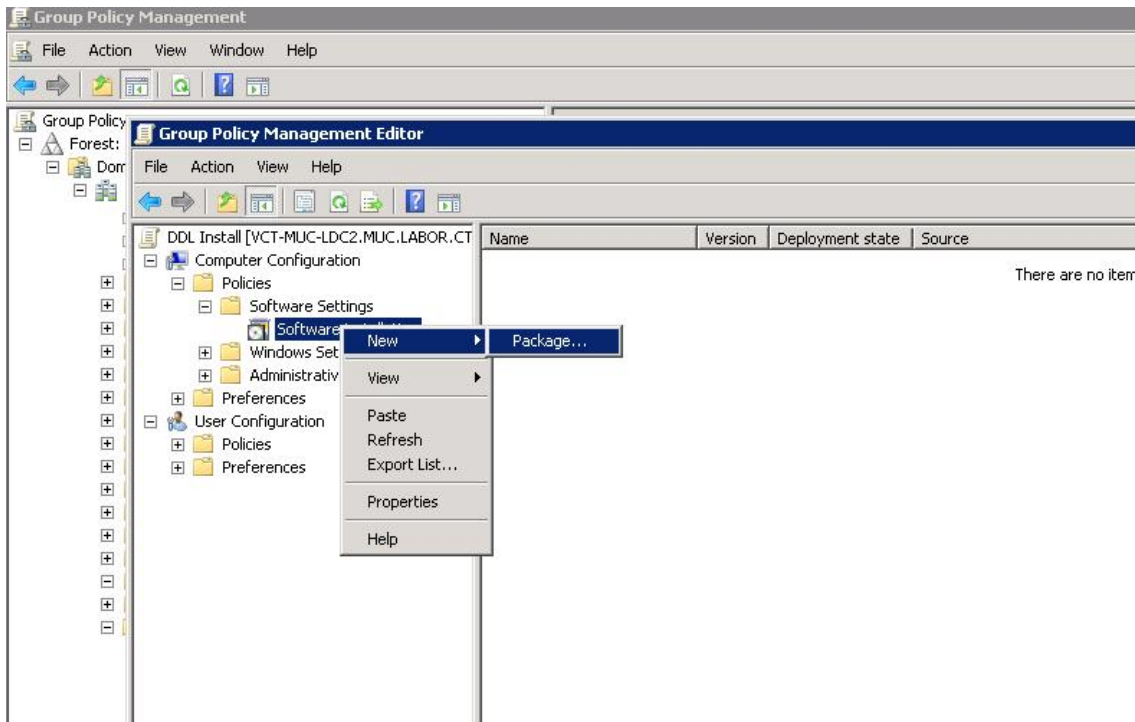 Group Policy Management
File Action View Window Help
Group Policy
Forest:
Group Policy Management Editor
File Action View Help
DDL Install [VCT-MUC-LDC2.MUC.LABOR.CT
Name Version Deployment state Source
Computer Configuration
There are no item
Policies
Software Settings
Software
New Package...
Windows Set
Administrativ
View
Preferences
User Configuration
Paste
Policies
Refresh
Preferences
Export List...
Properties
Help